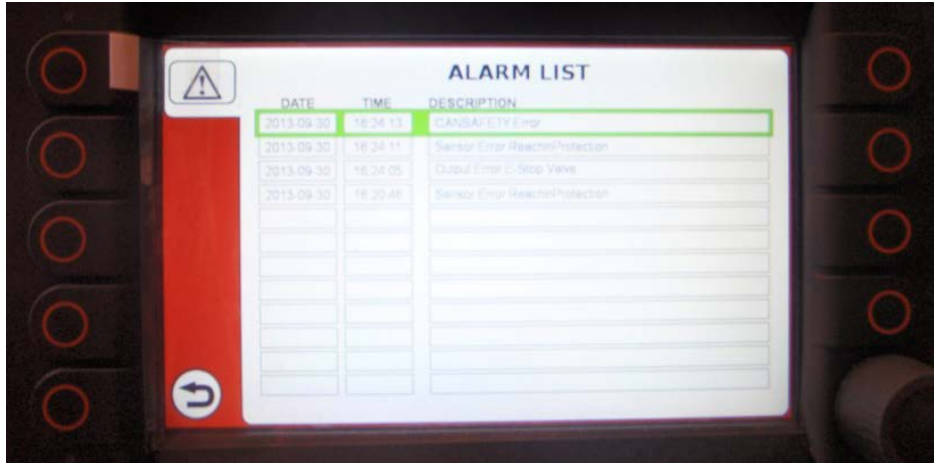 ALARM LIST
DATE TIME DESCRIPTION
2013-09-30 16:24:13 CANSAFETY Error
2013-09-30 16:24:11 Sensor Error ReachInProtection
2013-09-30 16:24:05 Output Error E-Stop Valve
2013-09-30 16:20:46 Sensor Error ReachInProtection